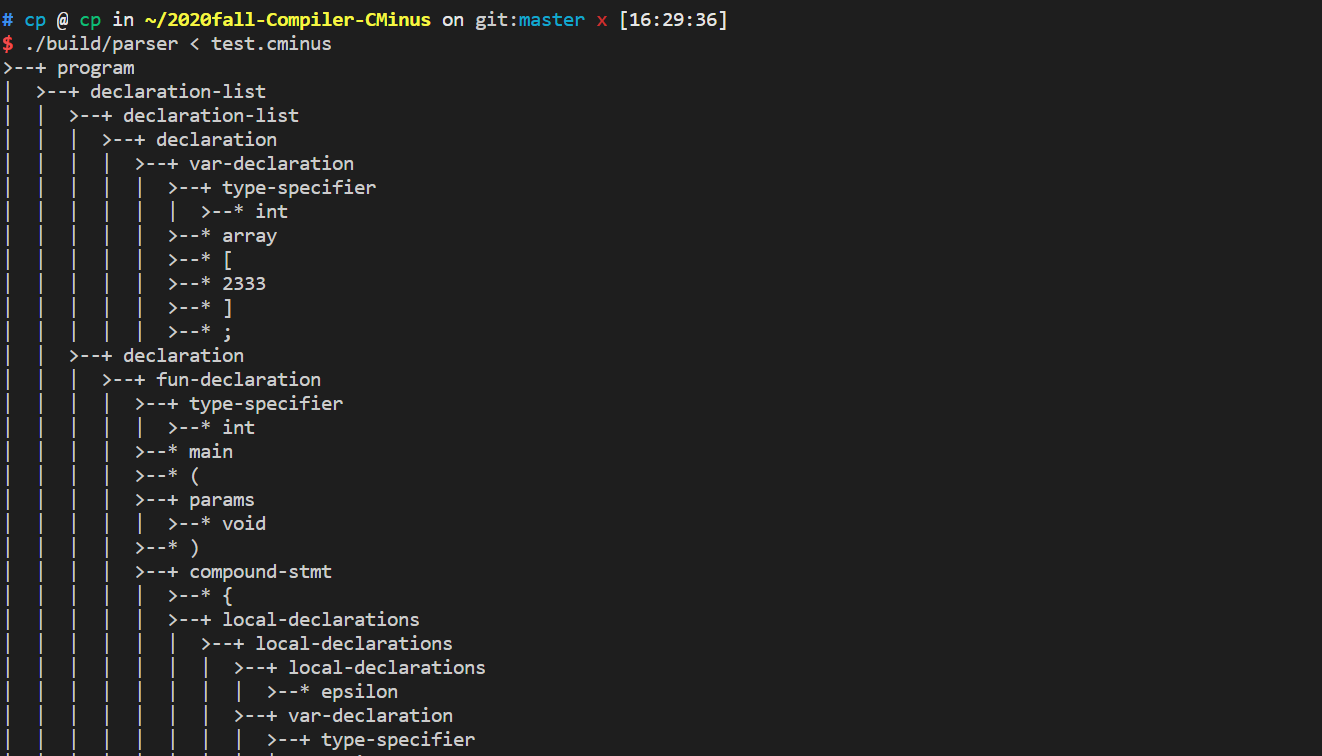 # cp @ cp in ~/2020fall-Compiler-CMinus on git:master x [16:29:36]
$ ./build/parser < test.cminus
>--+ program
|  >--+ declaration-list
|  |  >--+ declaration-list
|  |  |  >--+ declaration
|  |  |  |  >--+ var-declaration
|  |  |  |  |  >--+ type-specifier
|  |  |  |  |  |  >--* int
|  |  |  |  |  >--* array
|  |  |  |  |  >--* [
|  |  |  |  |  >--* 2333
|  |  |  |  |  >--* ]
|  |  |  |  |  >--* ;
|  |  >--+ declaration
|  |  |  >--+ fun-declaration
|  |  |  |  >--+ type-specifier
|  |  |  |  |  >--* int
|  |  |  |  >--* main
|  |  |  |  >--* (
|  |  |  |  >--+ params
|  |  |  |  |  >--* void
|  |  |  |  >--* )
|  |  |  |  >--+ compound-stmt
|  |  |  |  |  >--* {
|  |  |  |  |  >--+ local-declarations
|  |  |  |  |  |  >--+ local-declarations
|  |  |  |  |  |  |  >--+ local-declarations
|  |  |  |  |  |  |  |  >--* epsilon
|  |  |  |  |  |  |  >--+ var-declaration
|  |  |  |  |  |  |  |  >--+ type-specifier